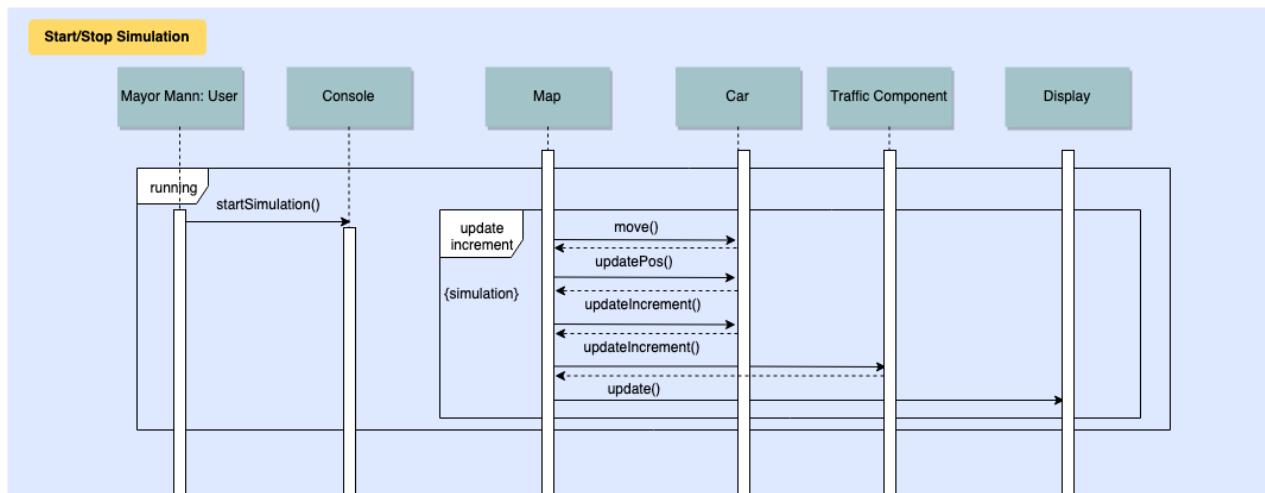 Start/Stop Simulation
Mayor Mann: User
Console
Map
Car
Traffic Component
Display
running
startSimulation()
update
increment
move()
updatePos()
{simulation}
updateIncrement()
updateIncrement()
update()